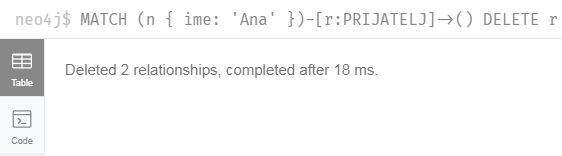 neo4j$ MATCH (n { ime: 'Ana' })-[r:PRIJATELJ]->() DELETE r
Table
Deleted 2 relationships, completed after 18 ms.
Code